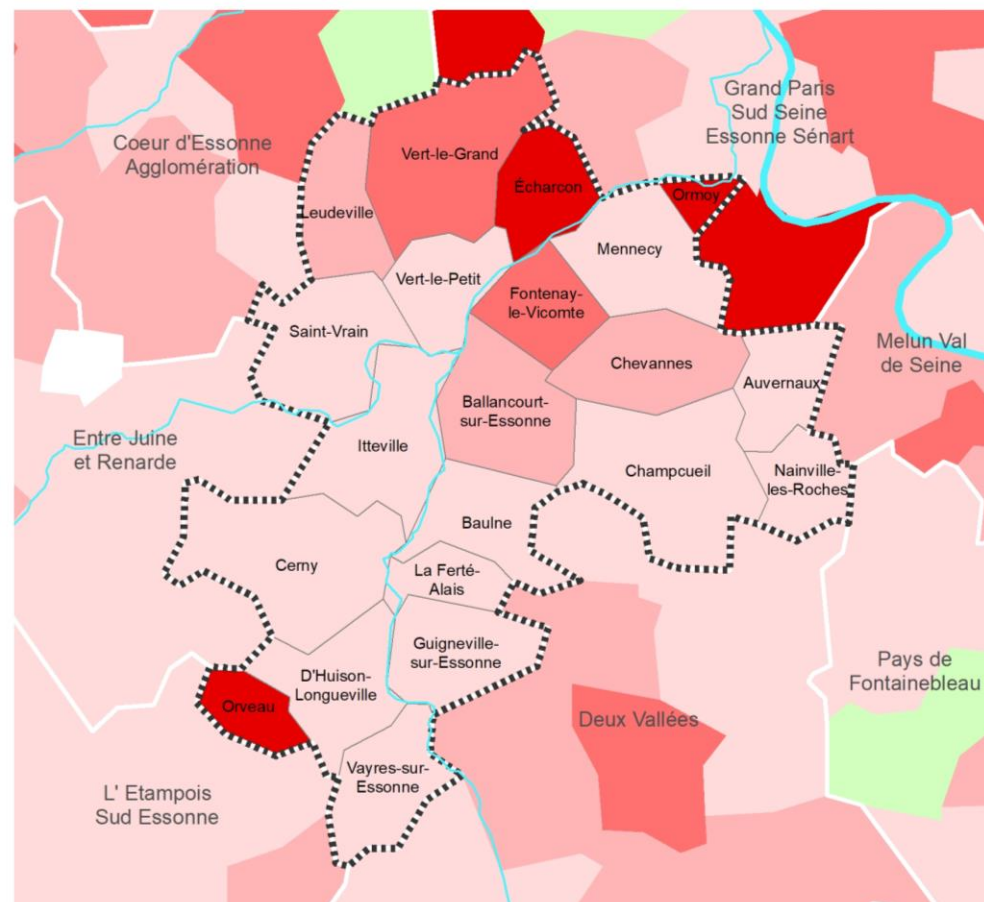 Grand Paris
Sud Seine
Essonne Sénart
Coeur d'Essonne
Agglomération
Vert-le-Grand
Écharcon
Ormoy
Leudeville
Mennecy
Vert-le-Petit
Fontenay-
le-Vicomte
Saint-Vrain
Melun Val
de Seine
Chevannes
Auvernaux
Ballancourt-
sur-Essonne
Entre Juine
et Renarde
Itteville
Champcueil
Nainville-
les-Roches
Baulne
Cerny
La Ferté-
Alais
Guigneville-
sur-Essonne
Pays de
Fontainebleau
D'Huison-
Longueville
Orveau
Deux Vallées
Vayres-sur-
Essonne
L' Etampois
Sud Essonne